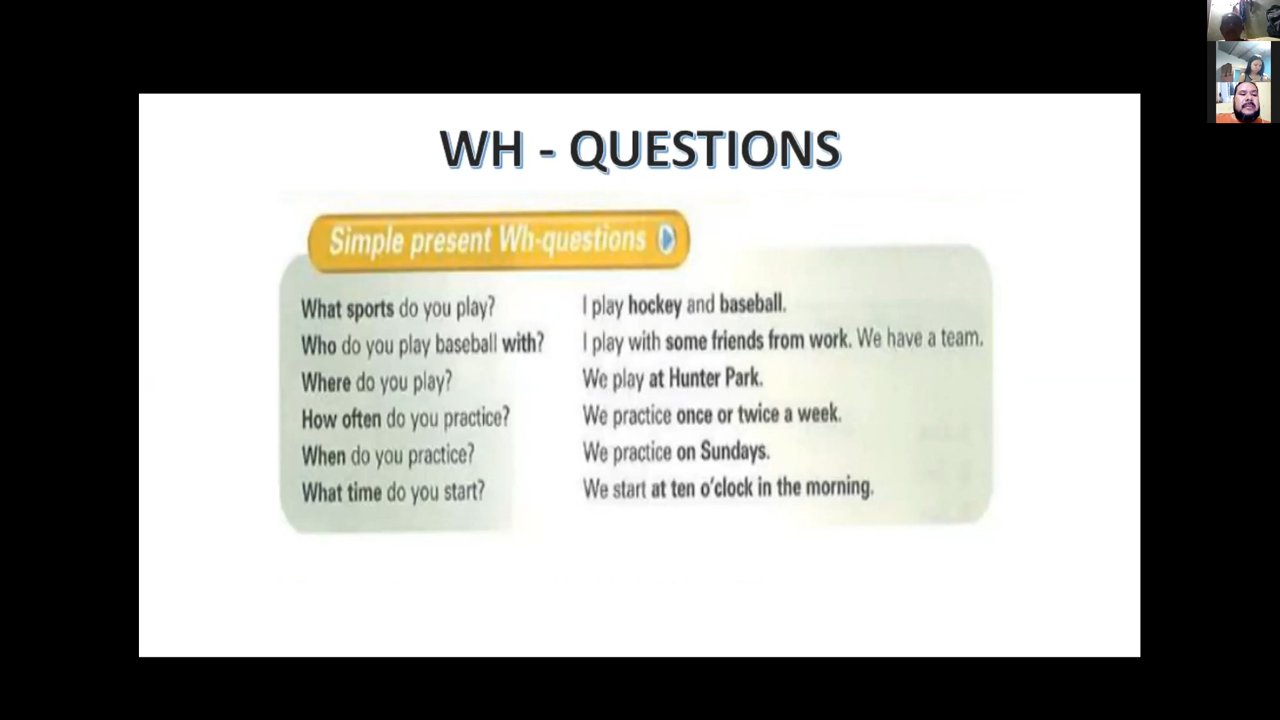 WH - QUESTIONS
Simple present Wh-questions
What sports do you play? I play hockey and baseball.
Who do you play baseball with? I play with some friends from work. We have a team.
Where do you play? We play at Hunter Park.
How often do you practice? We practice once or twice a week.
When do you practice? We practice on Sundays.
What time do you start? We start at ten o'clock in the morning.